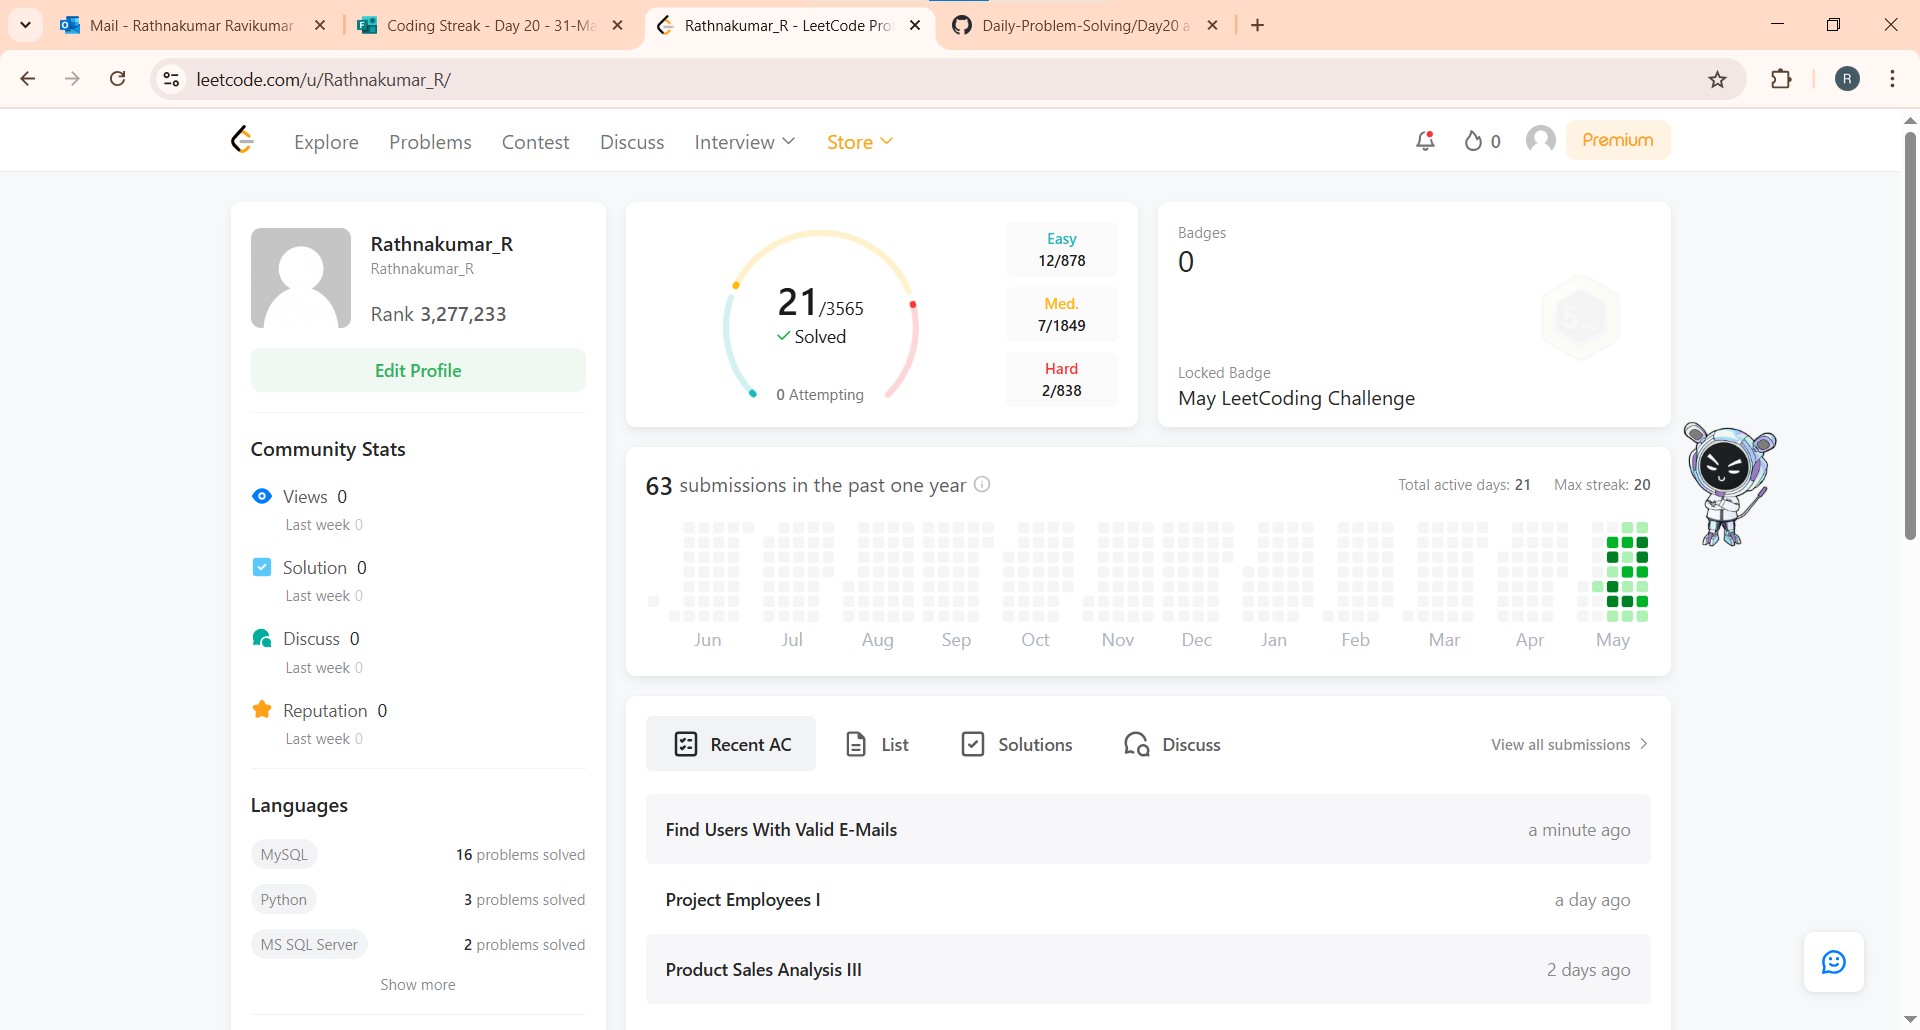 Mail - Rathnakumar Ravikumar
Coding Streak - Day 20 - 31-Ma
Rathnakumar_R - LeetCode Pro
Daily-Problem-Solving/Day20 a
leetcode.com/u/Rathnakumar_R/
R
Explore
Problems
Contest
Discuss
Interview
Store
0
Premium
Rathnakumar_R
Rathnakumar_R
Rank 3,277,233
Edit Profile
Community Stats
Views 0
Last week 0
Solution 0
Last week 0
Discuss 0
Last week 0
Reputation 0
Last week 0
Languages
MySQL 16 problems solved
Python 3 problems solved
MS SQL Server 2 problems solved
Show more
21/3565
Solved
0 Attempting
Easy
12/878
Med.
7/1849
Hard
2/838
Badges
0
Locked Badge
May LeetCoding Challenge
63 submissions in the past one year
Total active days: 21 Max streak: 20
Jun Jul Aug Sep Oct Nov Dec Jan Feb Mar Apr May
Recent AC
List
Solutions
Discuss
View all submissions
Find Users With Valid E-Mails a minute ago
Project Employees I a day ago
Product Sales Analysis III 2 days ago